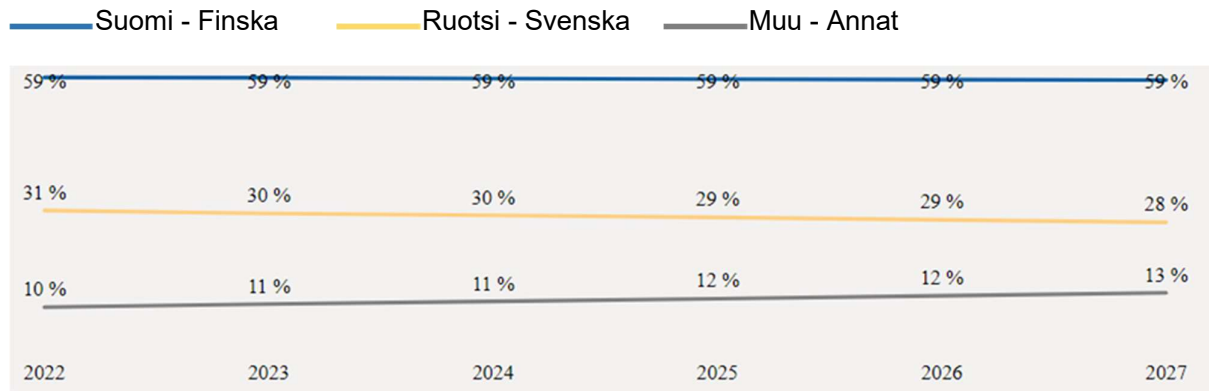 Suomi - Finska Ruotsi - Svenska Muu - Annat
59 % 59 % 59 % 59 % 59 % 59 %
31 % 30 % 30 % 29 % 29 % 28 %
10 % 11 % 11 % 12 % 12 % 13 %
2022 2023 2024 2025 2026 2027